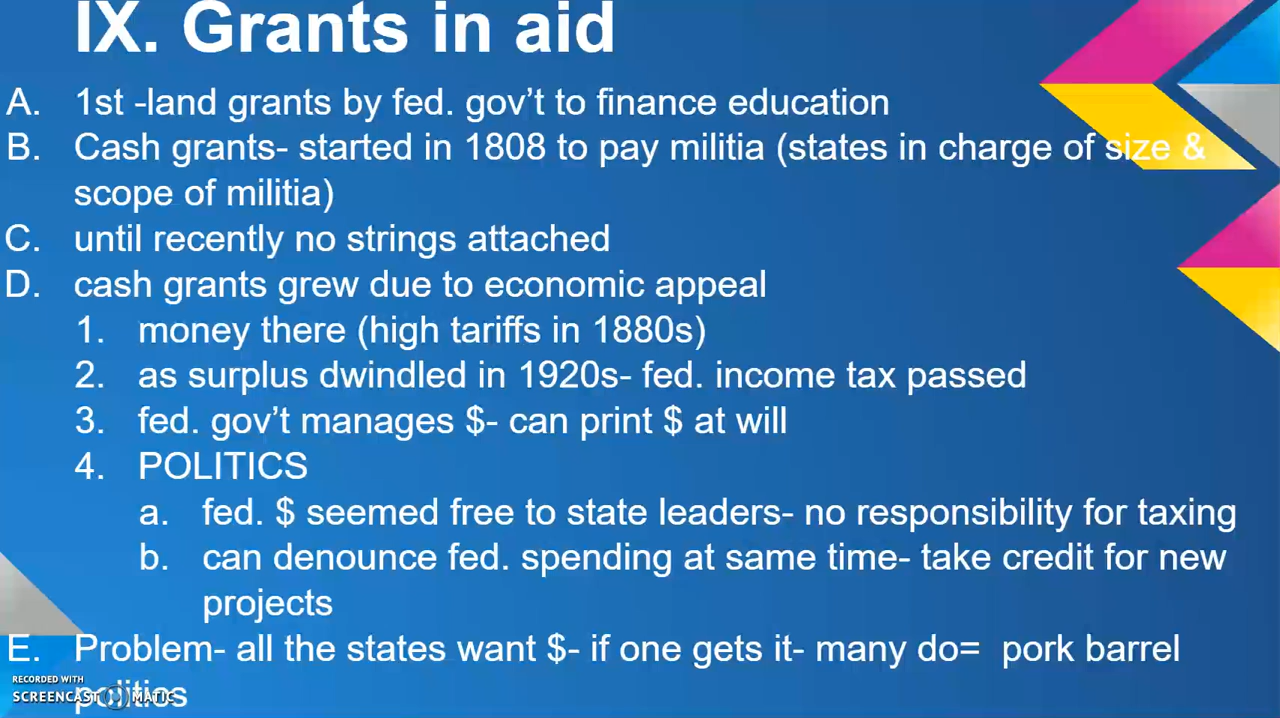 IX. Grants in aid
A. 1st -land grants by fed. gov't to finance education
B. Cash grants- started in 1808 to pay militia (states in charge of size &
scope of militia)
C. until recently no strings attached
D. cash grants grew due to economic appeal
1. money there (high tariffs in 1880s)
2. as surplus dwindled in 1920s- fed. income tax passed
3. fed. gov't manages $- can print $ at will
4. POLITICS
a. fed. $ seemed free to state leaders- no responsibility for taxing
b. can denounce fed. spending at same time- take credit for new
projects
E. Problem- all the states want $- if one gets it- many do= pork barrel
politics
RECORDED WITH
SCREENCAST MATIC